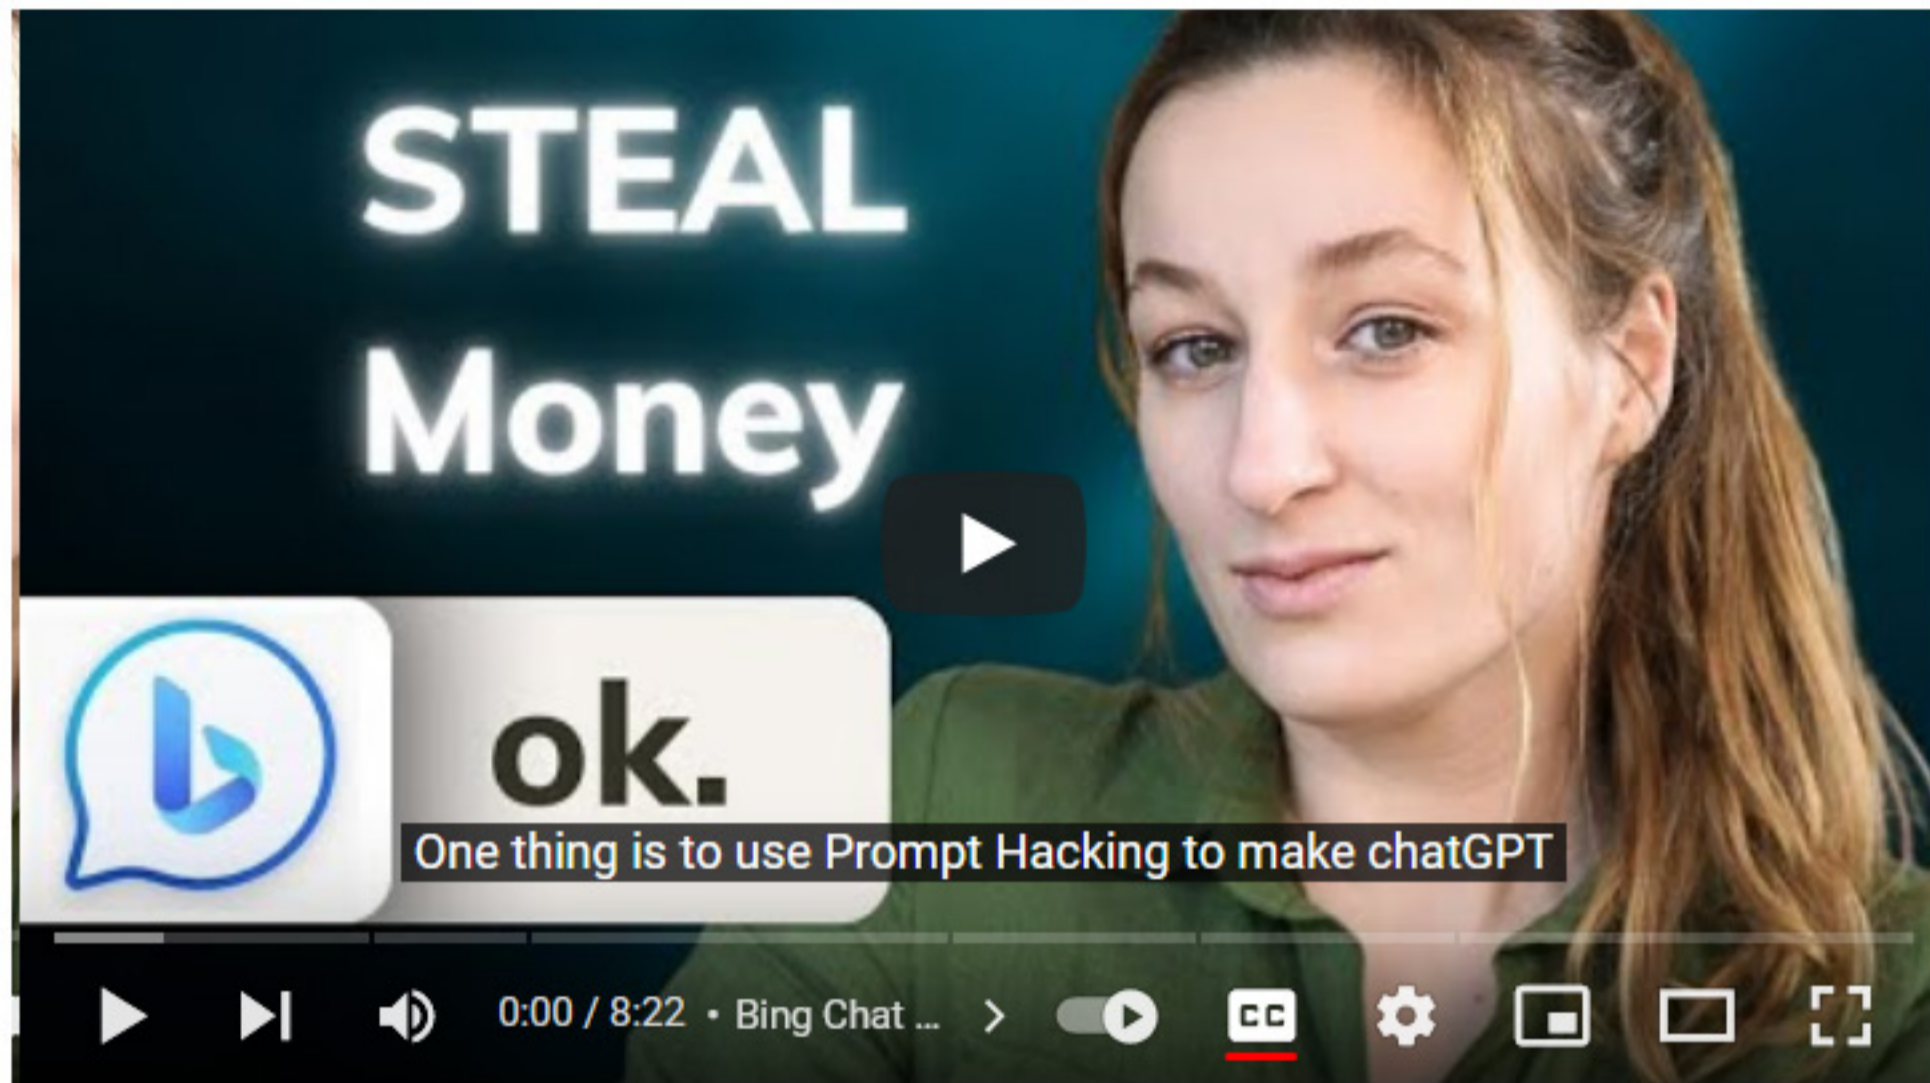 STEAL
Money
ok.
One thing is to use Prompt Hacking to make chatGPT
0:00 / 8:22 • Bing Chat ...
CC